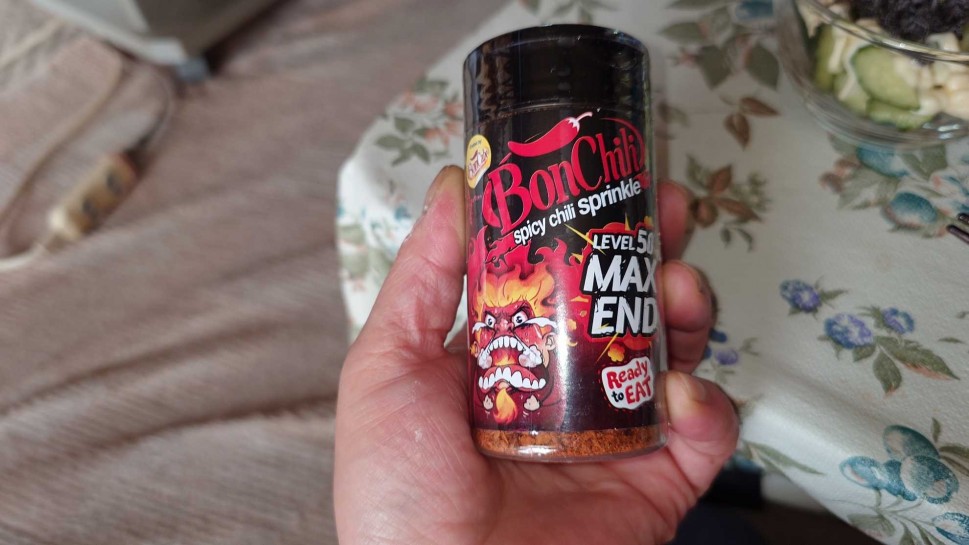 BonChili
spicy chili sprinkle
LEVEL 50
MAX
END
Ready
to EAT